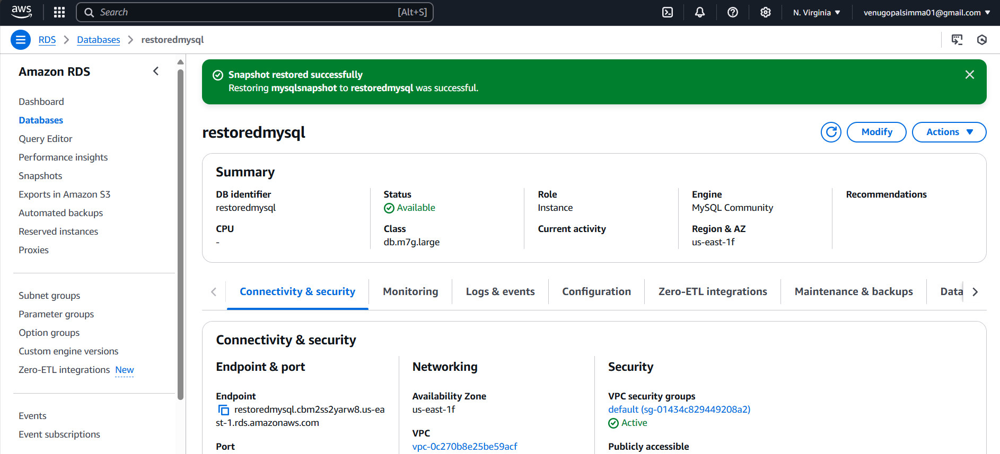 aws
Search [Alt+S]
N. Virginia
venugopalsimma01@gmail.com
RDS
Databases
restoredmysql
Amazon RDS
Dashboard
Databases
Query Editor
Performance insights
Snapshots
Exports in Amazon S3
Automated backups
Reserved instances
Proxies
Subnet groups
Parameter groups
Option groups
Custom engine versions
Zero-ETL integrations New
Events
Event subscriptions
Snapshot restored successfully
Restoring mysqlsnapshot to restoredmysql was successful.
restoredmysql
Modify
Actions
Summary
DB identifier
restoredmysql
CPU
-
Status
Available
Class
db.m7g.large
Role
Instance
Current activity
Engine
MySQL Community
Region & AZ
us-east-1f
Recommendations
Connectivity & security
Monitoring
Logs & events
Configuration
Zero-ETL integrations
Maintenance & backups
Data
Connectivity & security
Endpoint & port
Endpoint
restoredmysql.cbm2ss2yarw8.us-ea
st-1.rds.amazonaws.com
Port
Networking
Availability Zone
us-east-1f
VPC
vpc-0c270b8e25be59acf
Security
VPC security groups
default (sg-01434c829449208a2)
Active
Publicly accessible